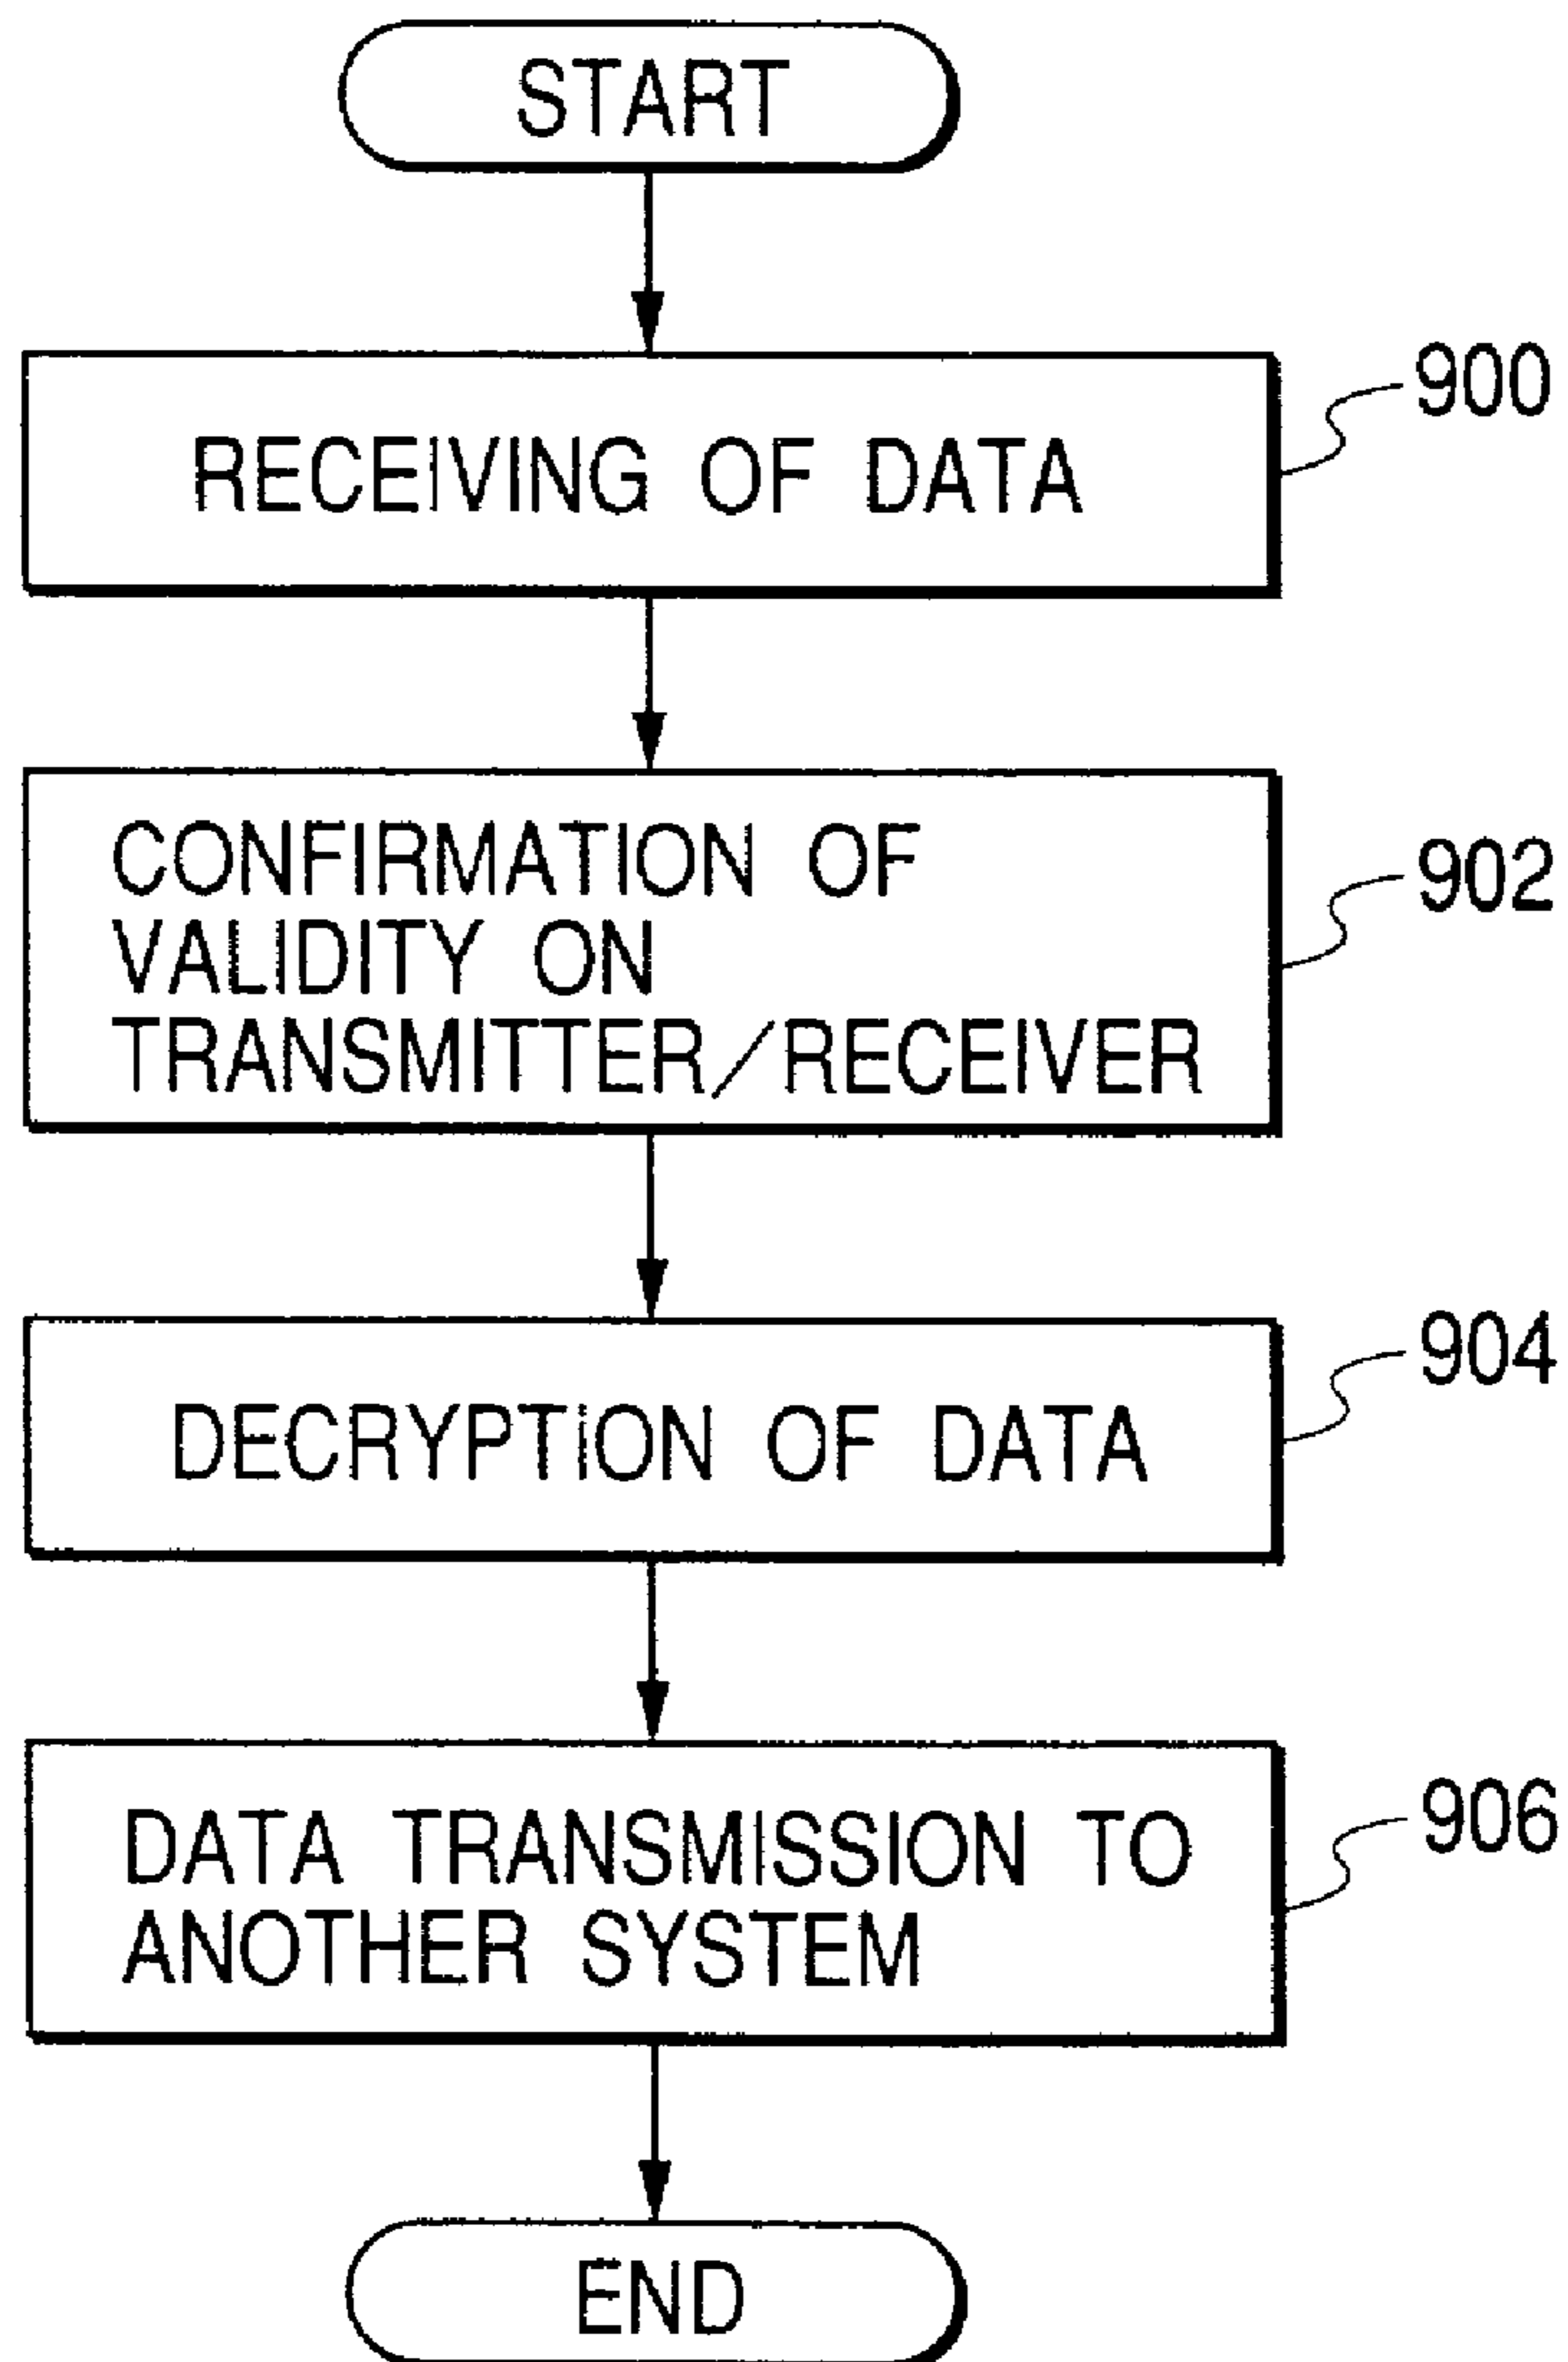 START
RECEIVING OF DATA
900
CONFIRMATION OF
VALIDITY ON
TRANSMITTER/RECEIVER
902
DECRYPTION OF DATA
904
DATA TRANSMISSION TO
ANOTHER SYSTEM
906
END